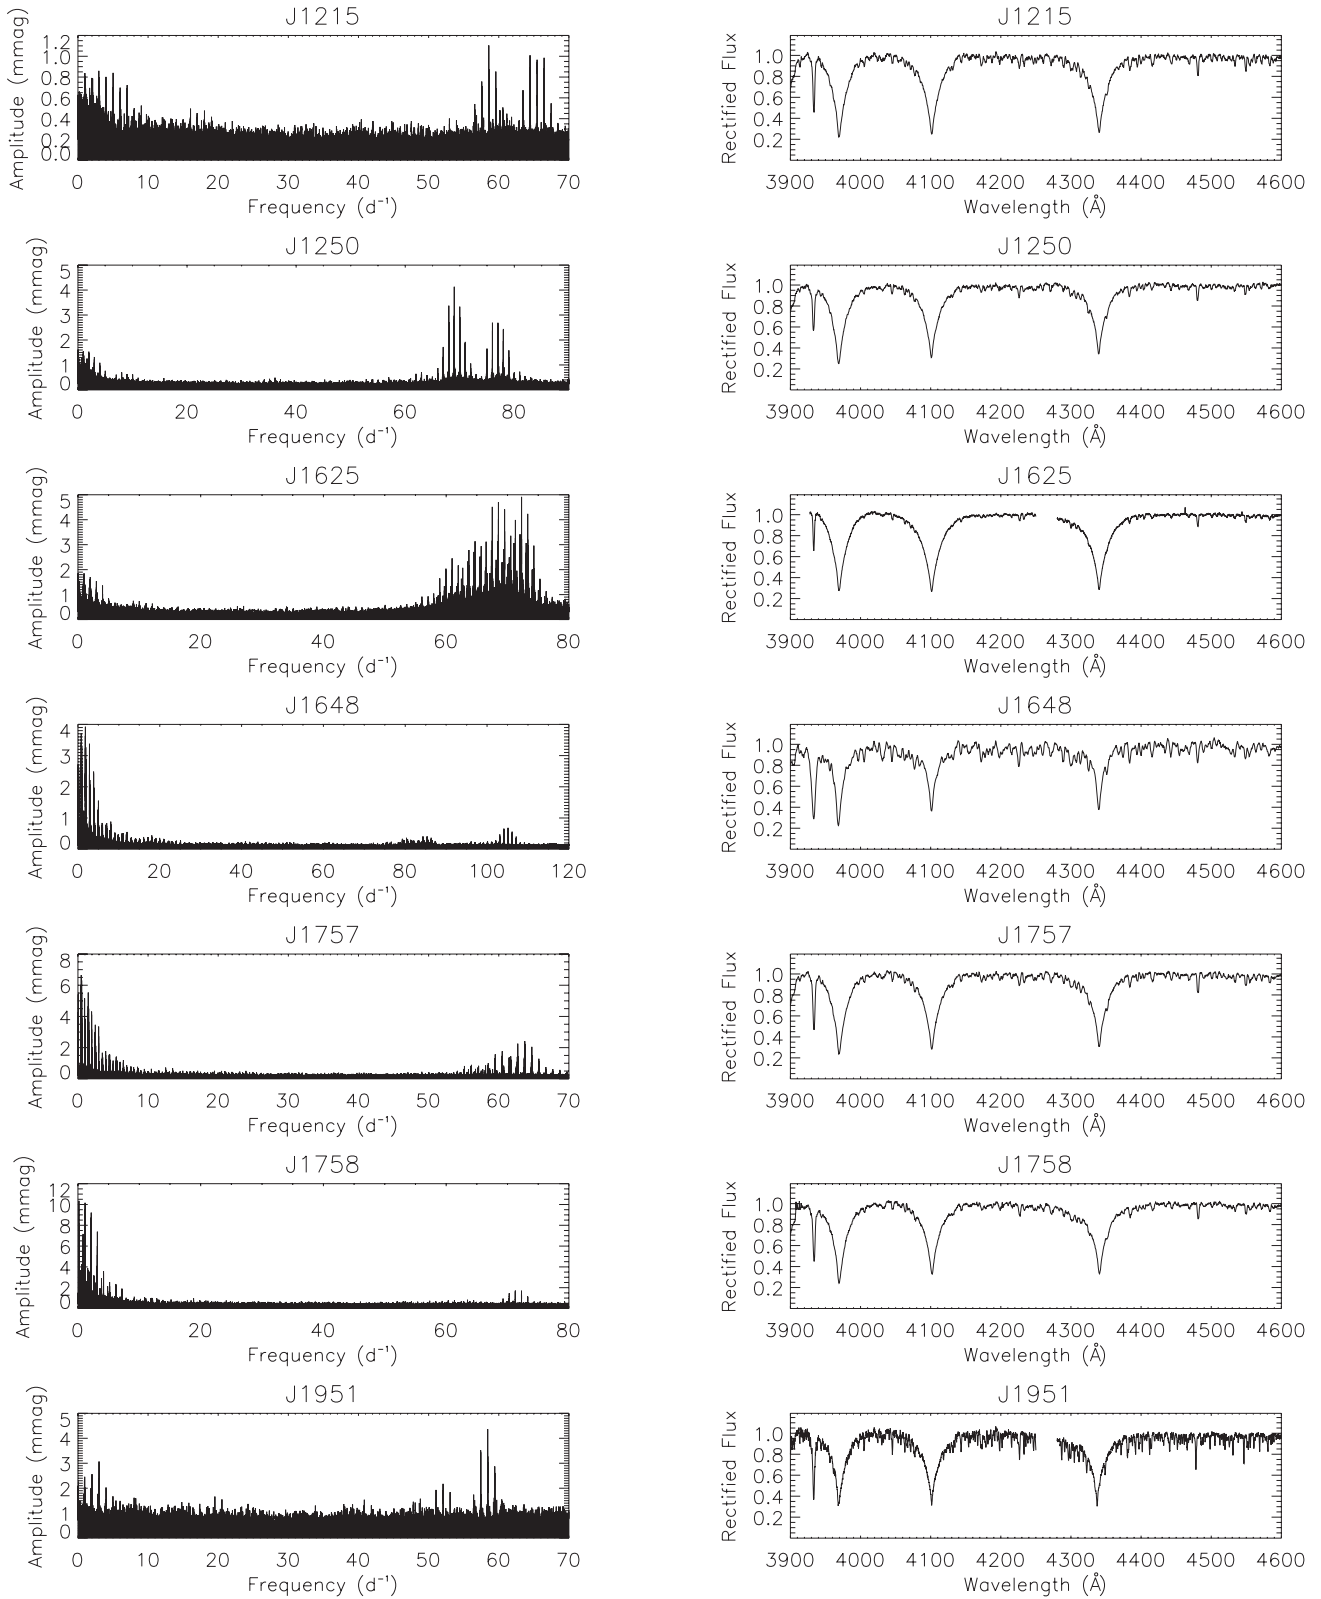 J1215
Amplitude (mmag)
1.2
1.0
0.8
0.6
0.4
0.2
0.0
0 10 20 30 40 50 60 70
Frequency (d⁻¹)
J1215
Rectified Flux
1.0
0.8
0.6
0.4
0.2
3900 4000 4100 4200 4300 4400 4500 4600
Wavelength (Å)
J1250
Amplitude (mmag)
5
4
3
2
1
0
0 20 40 60 80
Frequency (d⁻¹)
J1250
Rectified Flux
1.0
0.8
0.6
0.4
0.2
3900 4000 4100 4200 4300 4400 4500 4600
Wavelength (Å)
J1625
Amplitude (mmag)
5
4
3
2
1
0
0 20 40 60 80
Frequency (d⁻¹)
J1625
Rectified Flux
1.0
0.8
0.6
0.4
0.2
3900 4000 4100 4200 4300 4400 4500 4600
Wavelength (Å)
J1648
Amplitude (mmag)
4
3
2
1
0
0 20 40 60 80 100 120
Frequency (d⁻¹)
J1648
Rectified Flux
1.0
0.8
0.6
0.4
0.2
3900 4000 4100 4200 4300 4400 4500 4600
Wavelength (Å)
J1757
Amplitude (mmag)
8
6
4
2
0
0 10 20 30 40 50 60 70
Frequency (d⁻¹)
J1757
Rectified Flux
1.0
0.8
0.6
0.4
0.2
3900 4000 4100 4200 4300 4400 4500 4600
Wavelength (Å)
J1758
Amplitude (mmag)
12
10
8
6
4
2
0
0 20 40 60 80
Frequency (d⁻¹)
J1758
Rectified Flux
1.0
0.8
0.6
0.4
0.2
3900 4000 4100 4200 4300 4400 4500 4600
Wavelength (Å)
J1951
Amplitude (mmag)
5
4
3
2
1
0
0 10 20 30 40 50 60 70
Frequency (d⁻¹)
J1951
Rectified Flux
1.0
0.8
0.6
0.4
0.2
3900 4000 4100 4200 4300 4400 4500 4600
Wavelength (Å)